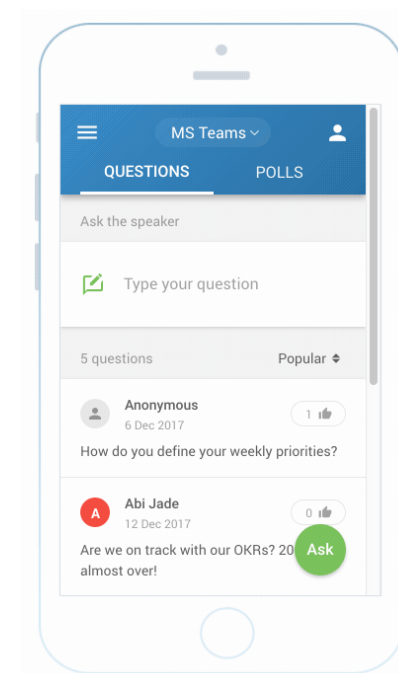 MS Teams
QUESTIONS POLLS
Ask the speaker
Type your question
5 questions Popular
Anonymous
6 Dec 2017
1
How do you define your weekly priorities?
A
Abi Jade
12 Dec 2017
0
Are we on track with our OKRs? 20
Ask
almost over!